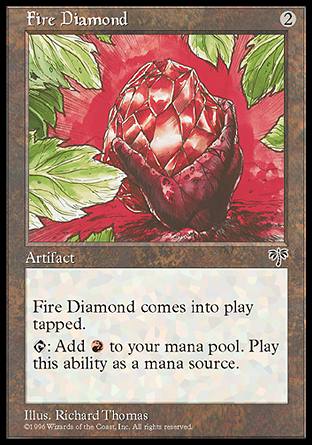 Fire Diamond 2
Artifact
Fire Diamond comes into play
tapped.
: Add to your mana pool. Play
this ability as a mana source.
Illus. Richard Thomas
©1996 Wizards of the Coast, Inc. All rights reserved.